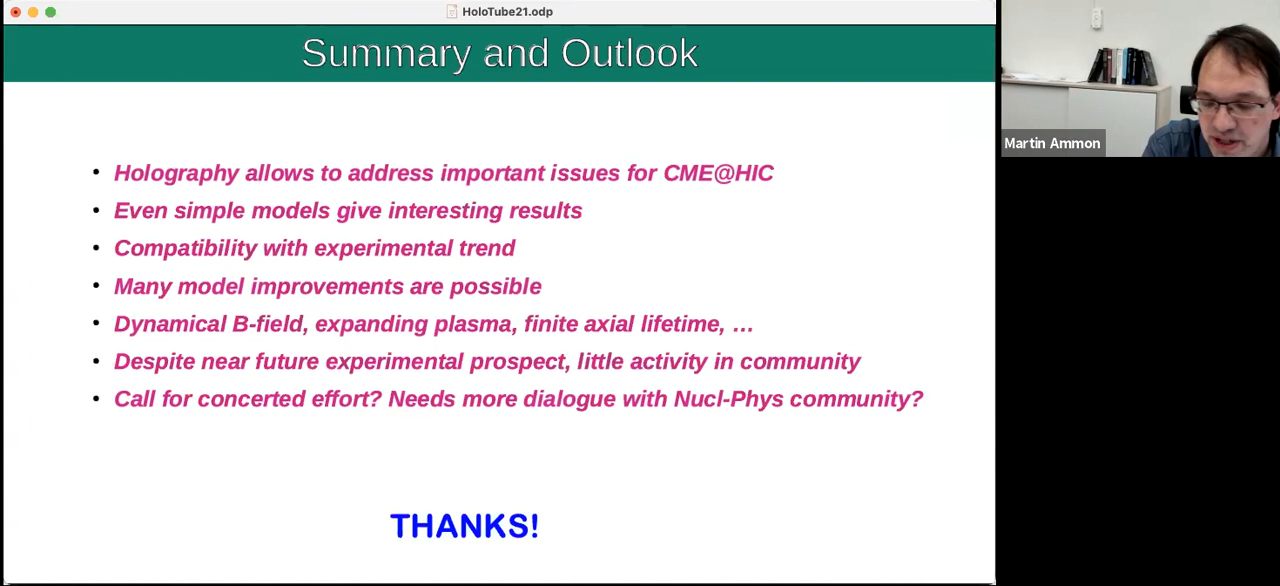 HoloTube21.odp
Summary and Outlook
• Holography allows to address important issues for CME@HIC
• Even simple models give interesting results
• Compatibility with experimental trend
• Many model improvements are possible
• Dynamical B-field, expanding plasma, finite axial lifetime, …
• Despite near future experimental prospect, little activity in community
• Call for concerted effort? Needs more dialogue with Nucl-Phys community?
THANKS!
Martin Ammon